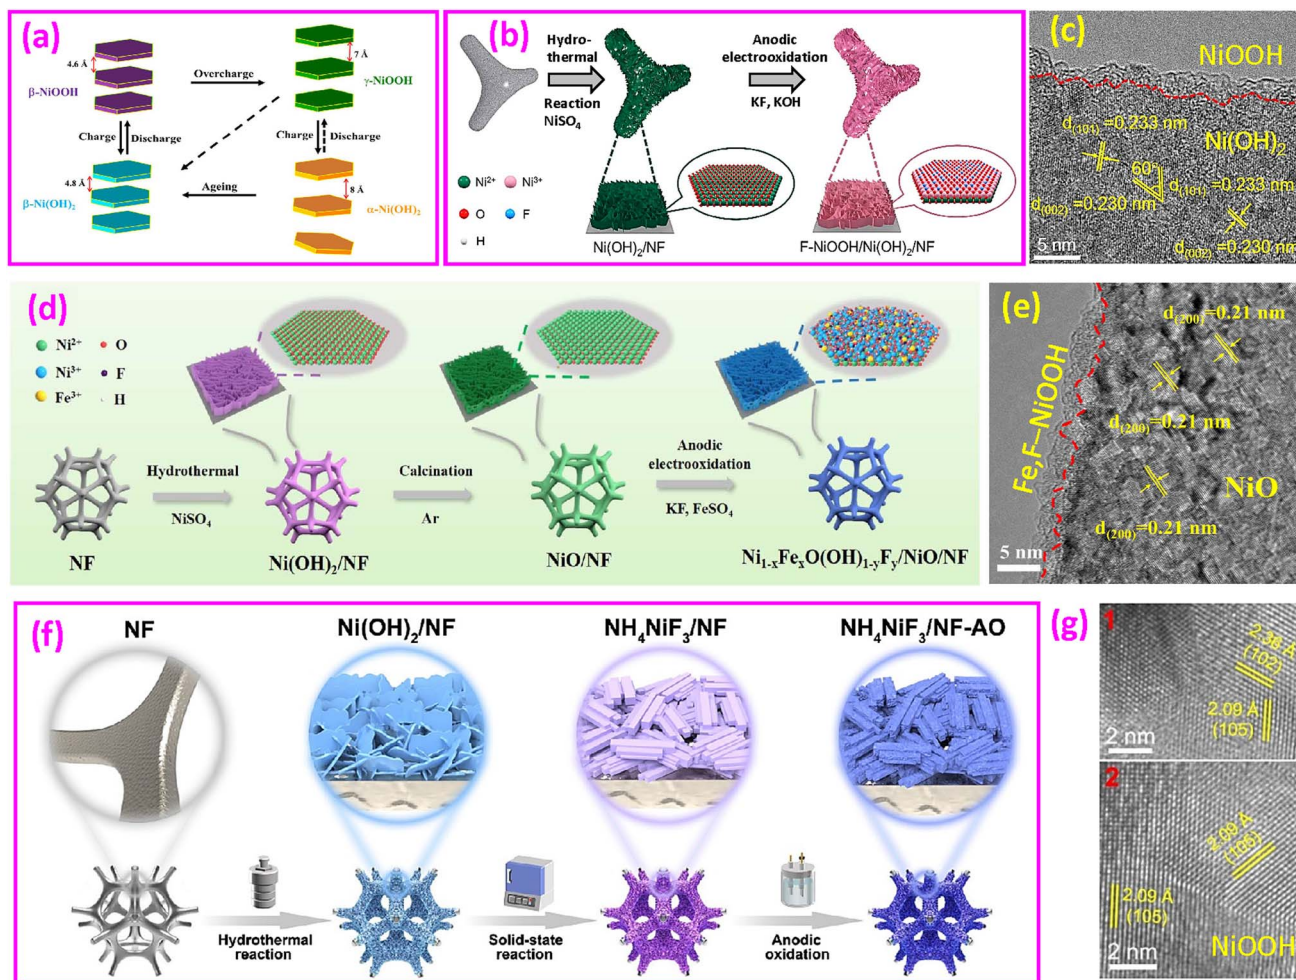 (a)
4.6 Å
β-NiOOH
Overcharge
7 Å
γ-NiOOH
Charge
Discharge
Charge
Discharge
4.8 Å
β-Ni(OH)2
Ageing
8 Å
α-Ni(OH)2
(b)
Hydro-
thermal
Reaction
NiSO4
Anodic
electrooxidation
KF, KOH
Ni2+
Ni3+
O
F
H
Ni(OH)2/NF
F-NiOOH/Ni(OH)2/NF
(c)
NiOOH
d(101)=0.233 nm
Ni(OH)2
60°
d(101)=0.233 nm
d(002)=0.230 nm
d(002)=0.230 nm
5 nm
(d)
Ni2+
O
Ni3+
F
Fe3+
H
Hydrothermal
NiSO4
Calcination
Ar
Anodic
electrooxidation
KF, FeSO4
NF
Ni(OH)2/NF
NiO/NF
Ni1-xFexO(OH)1-yFy/NiO/NF
(e)
Fe,F–NiOOH
d(200)=0.21 nm
d(200)=0.21 nm
NiO
d(200)=0.21 nm
5 nm
(f)
NF
Ni(OH)2/NF
NH4NiF3/NF
NH4NiF3/NF-AO
Hydrothermal
reaction
Solid-state
reaction
Anodic
oxidation
(g)
1
2.36 Å
(102)
2.09 Å
(105)
2 nm
2
2.09 Å
(105)
2.09 Å
(105)
NiOOH
2 nm